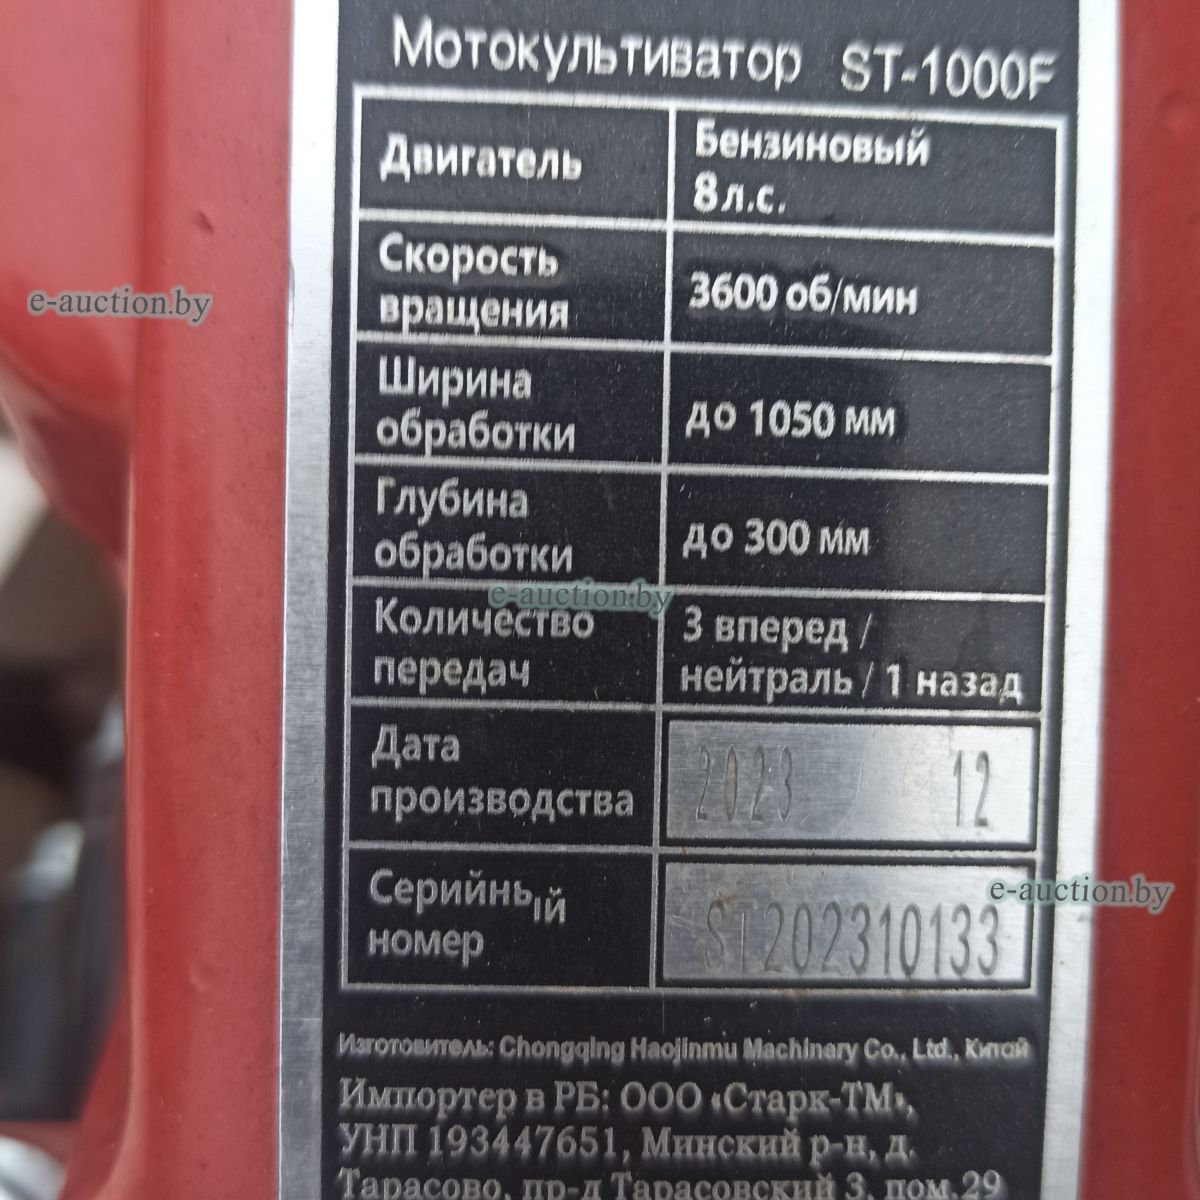 Мотокультиватор ST-1000F
Двигатель
Бензиновый
8л.с.
Скорость
вращения
3600 об/мин
e-auction.by
Ширина
обработки
до 1050 мм
Глубина
обработки
до 300 мм
e-auction.by
Количество
передач
3 вперед /
нейтраль / 1 назад
Дата
производства
2023 12
Серийный
номер
ST202310133
e-auction.by
Изготовитель: Chongqing Haojinmu Machinery Co., Ltd., Китай
Импортер в РБ: ООО «Старк-ТМ»,
УНП 193447651, Минский р-н, д.
Тарасово, пр-д Тарасовский 3, пом.29